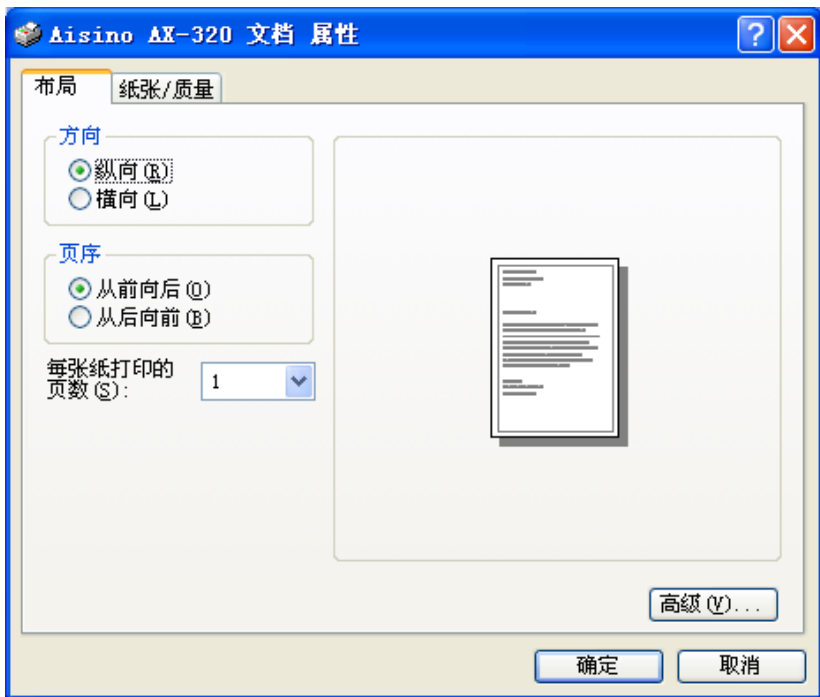 Aisino AX-320 文档 属性
布局
纸张/质量
方向
纵向(R)
横向(L)
页序
从前向后(O)
从后向前(B)
每张纸打印的
页数(S):
1
高级(V)...
确定
取消